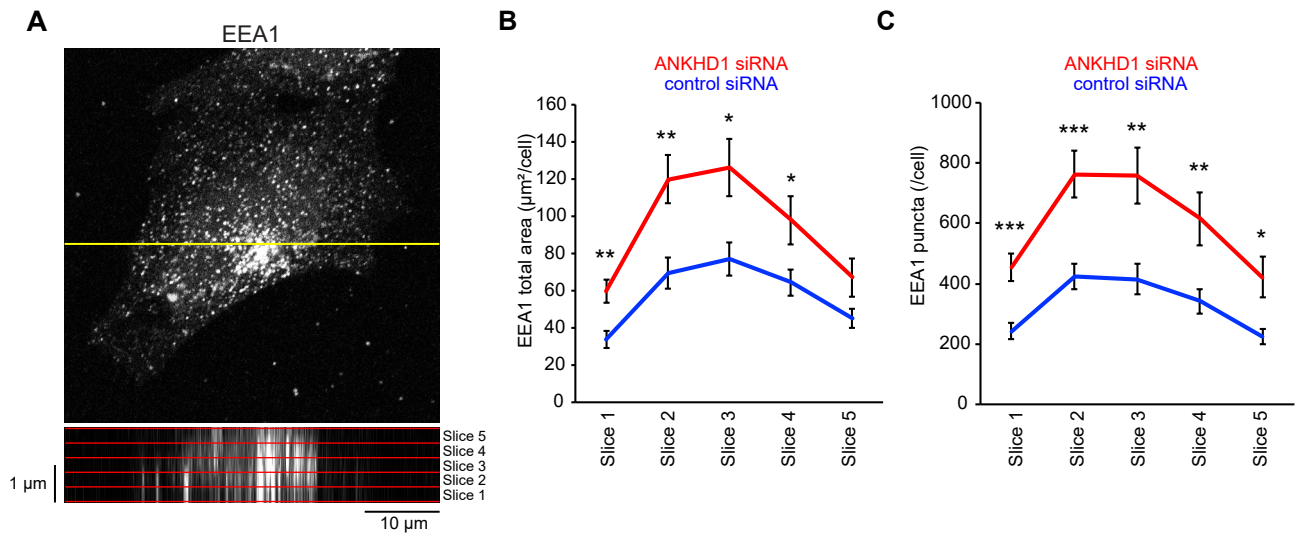 A
EEA1
Slice 5
Slice 4
Slice 3
Slice 2
Slice 1
1 µm
10 µm
B
ANKHD1 siRNA
control siRNA
EEA1 total area (µm²/cell)
160
140
120
100
80
60
40
20
0
**
**
*
*
Slice 1
Slice 2
Slice 3
Slice 4
Slice 5
C
ANKHD1 siRNA
control siRNA
EEA1 puncta (/cell)
1000
800
600
400
200
0
***
***
**
**
*
Slice 1
Slice 2
Slice 3
Slice 4
Slice 5